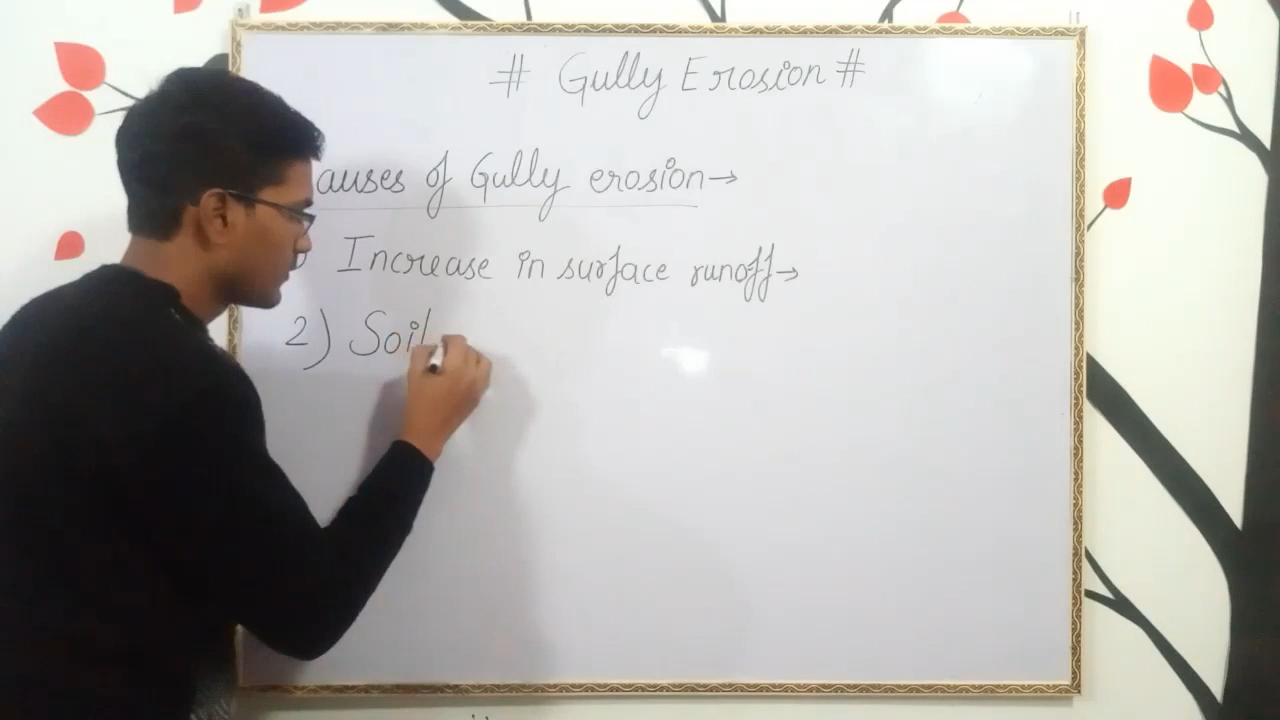 # Gully Erosion #
auses of Gully erosion→
Increase in surface runoff→
2) Soil